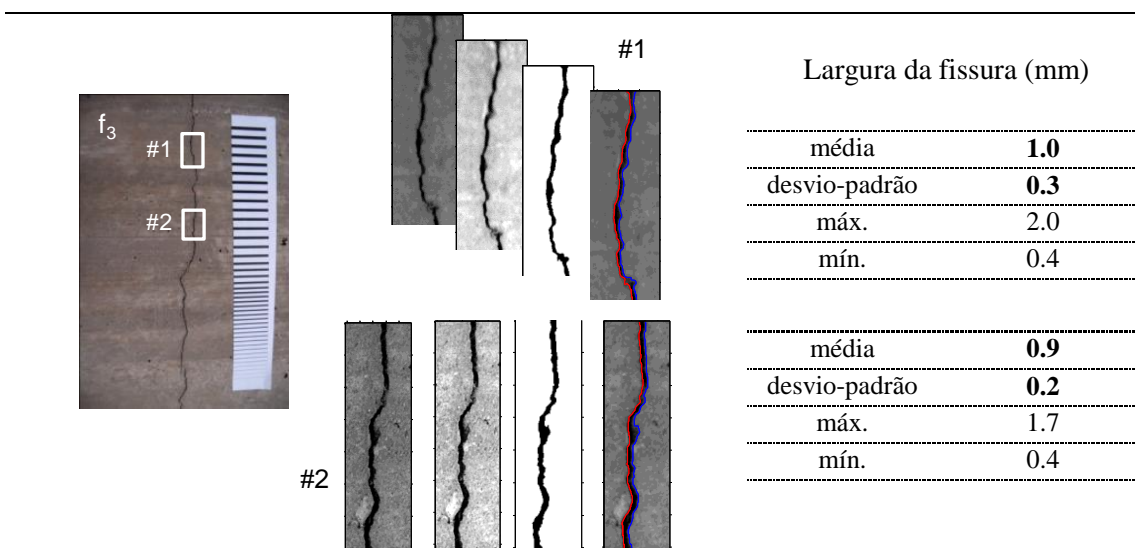 #1
Largura da fissura (mm)
f3
#1
#2
média 1.0
desvio-padrão 0.3
máx. 2.0
mín. 0.4
média 0.9
desvio-padrão 0.2
máx. 1.7
mín. 0.4
#2